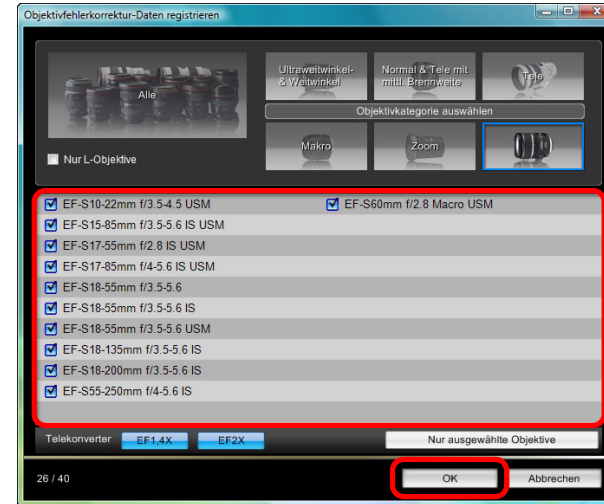 Objektivfehlerkorrektur-Daten registrieren
Alle
Ultraweitwinkel-
& Weitwinkel
Normal & Tele mit
mittl. Brennweite
Tele
Objektivkategorie auswählen
Makro
Zoom
Nur L-Objektive
EF-S10-22mm f/3.5-4.5 USM
EF-S60mm f/2.8 Macro USM
EF-S15-85mm f/3.5-5.6 IS USM
EF-S17-55mm f/2.8 IS USM
EF-S17-85mm f/4-5.6 IS USM
EF-S18-55mm f/3.5-5.6
EF-S18-55mm f/3.5-5.6 IS
EF-S18-55mm f/3.5-5.6 USM
EF-S18-135mm f/3.5-5.6 IS
EF-S18-200mm f/3.5-5.6 IS
EF-S55-250mm f/4-5.6 IS
Telekonverter EF1,4X EF2X Nur ausgewählte Objektive
26 / 40 OK Abbrechen